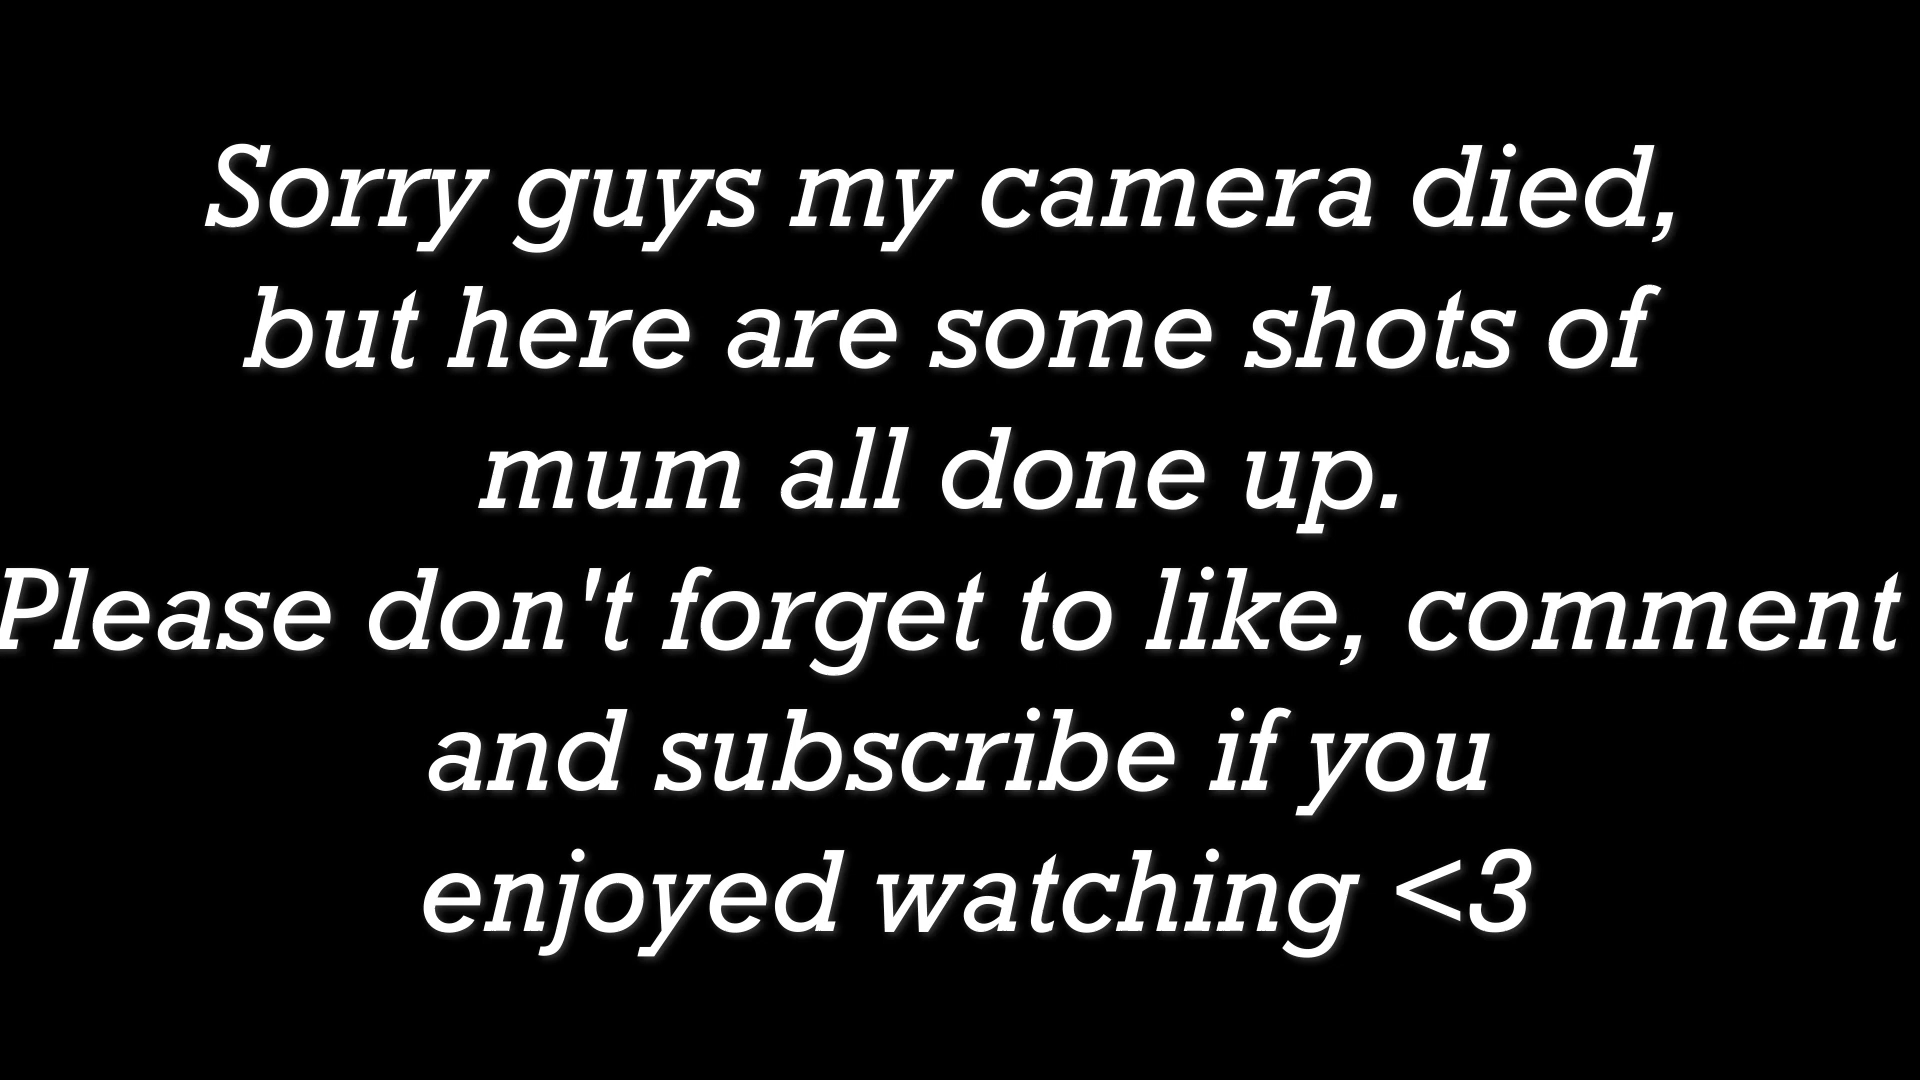 Sorry guys my camera died,
but here are some shots of
mum all done up.
Please don't forget to like, comment
and subscribe if you
enjoyed watching <3